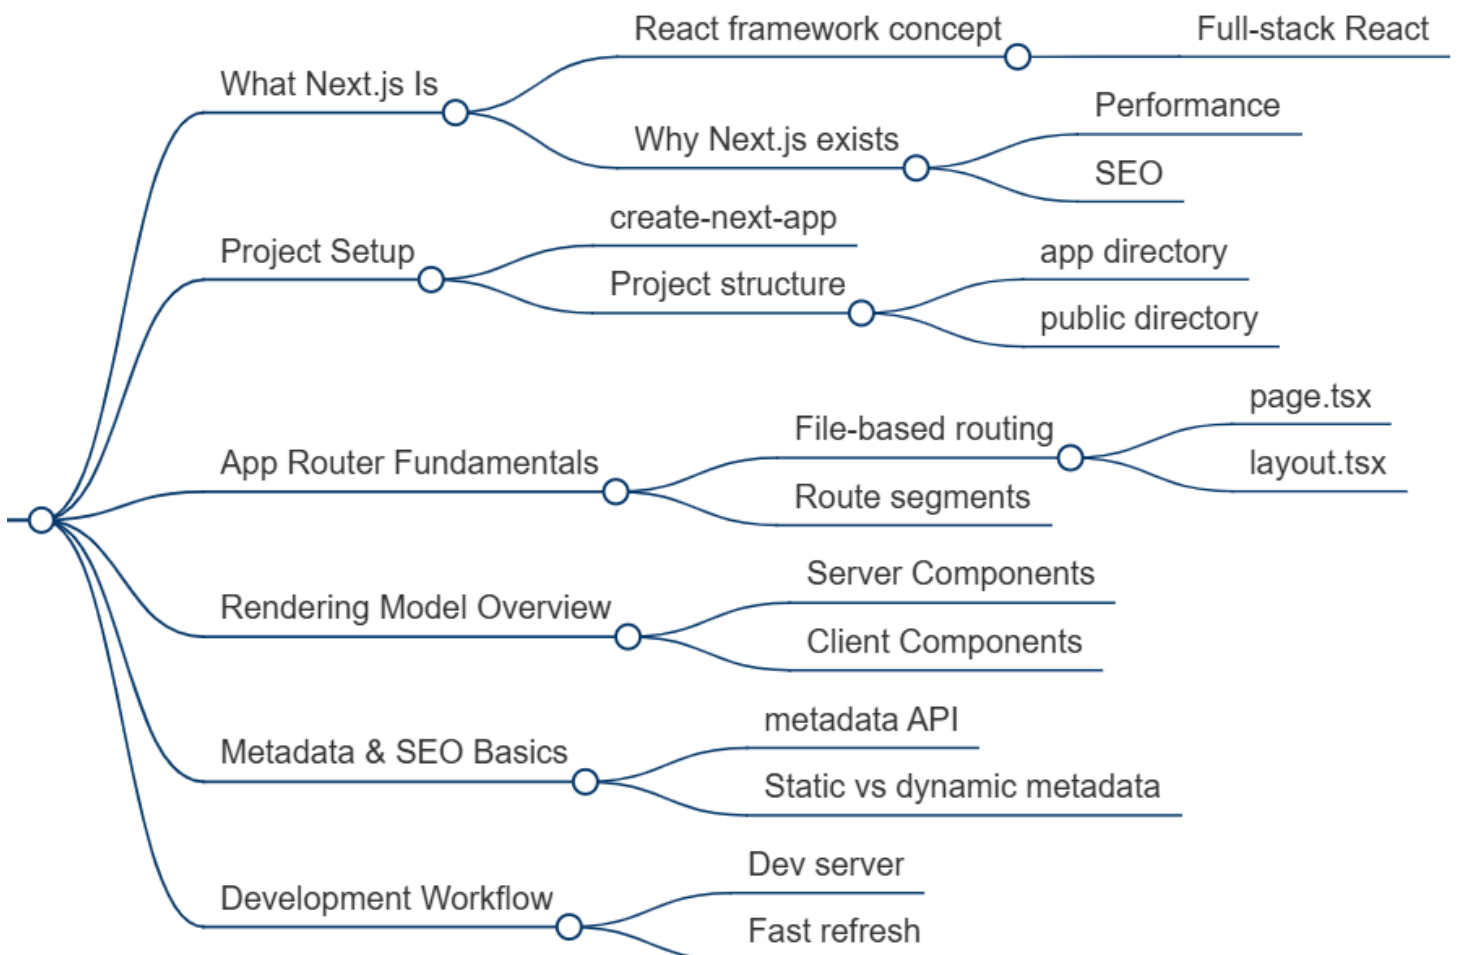 What Next.js Is
React framework concept
Full-stack React
Why Next.js exists
Performance
SEO
Project Setup
create-next-app
Project structure
app directory
public directory
App Router Fundamentals
File-based routing
page.tsx
layout.tsx
Route segments
Rendering Model Overview
Server Components
Client Components
Metadata & SEO Basics
metadata API
Static vs dynamic metadata
Development Workflow
Dev server
Fast refresh